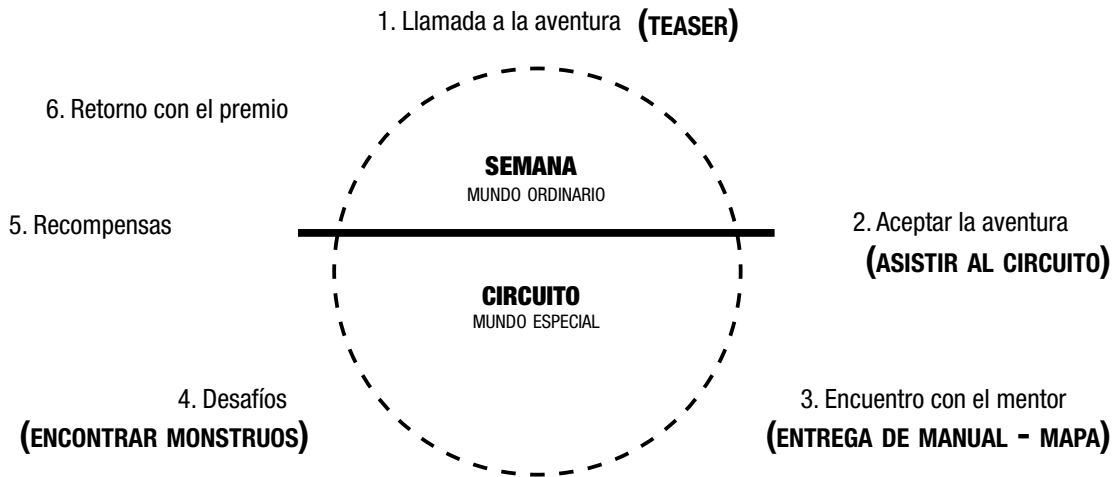 1. Llamada a la aventura (TEASER)
6. Retorno con el premio
SEMANA
MUNDO ORDINARIO
5. Recompensas
2. Aceptar la aventura
(ASISTIR AL CIRCUITO)
CIRCUITO
MUNDO ESPECIAL
4. Desafíos
(ENCONTRAR MONSTRUOS)
3. Encuentro con el mentor
(ENTREGA DE MANUAL - MAPA)